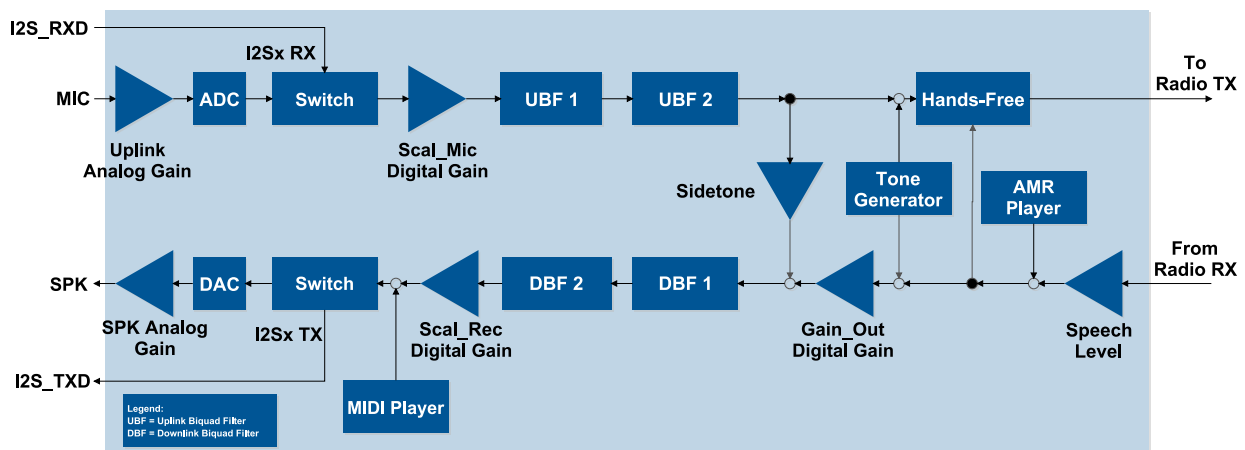 I2S_RXD
I2Sx RX
To
Radio TX
MIC
ADC
Switch
UBF 1
UBF 2
Hands-Free
Uplink
Analog Gain
Scal_Mic
Digital Gain
Sidetone
Tone
Generator
AMR
Player
From
Radio RX
SPK
DAC
Switch
DBF 2
DBF 1
SPK Analog
Gain
I2Sx TX
Scal_Rec
Digital Gain
Gain_Out
Digital Gain
Speech
Level
I2S_TXD
MIDI Player
Legend:
UBF = Uplink Biquad Filter
DBF = Downlink Biquad Filter